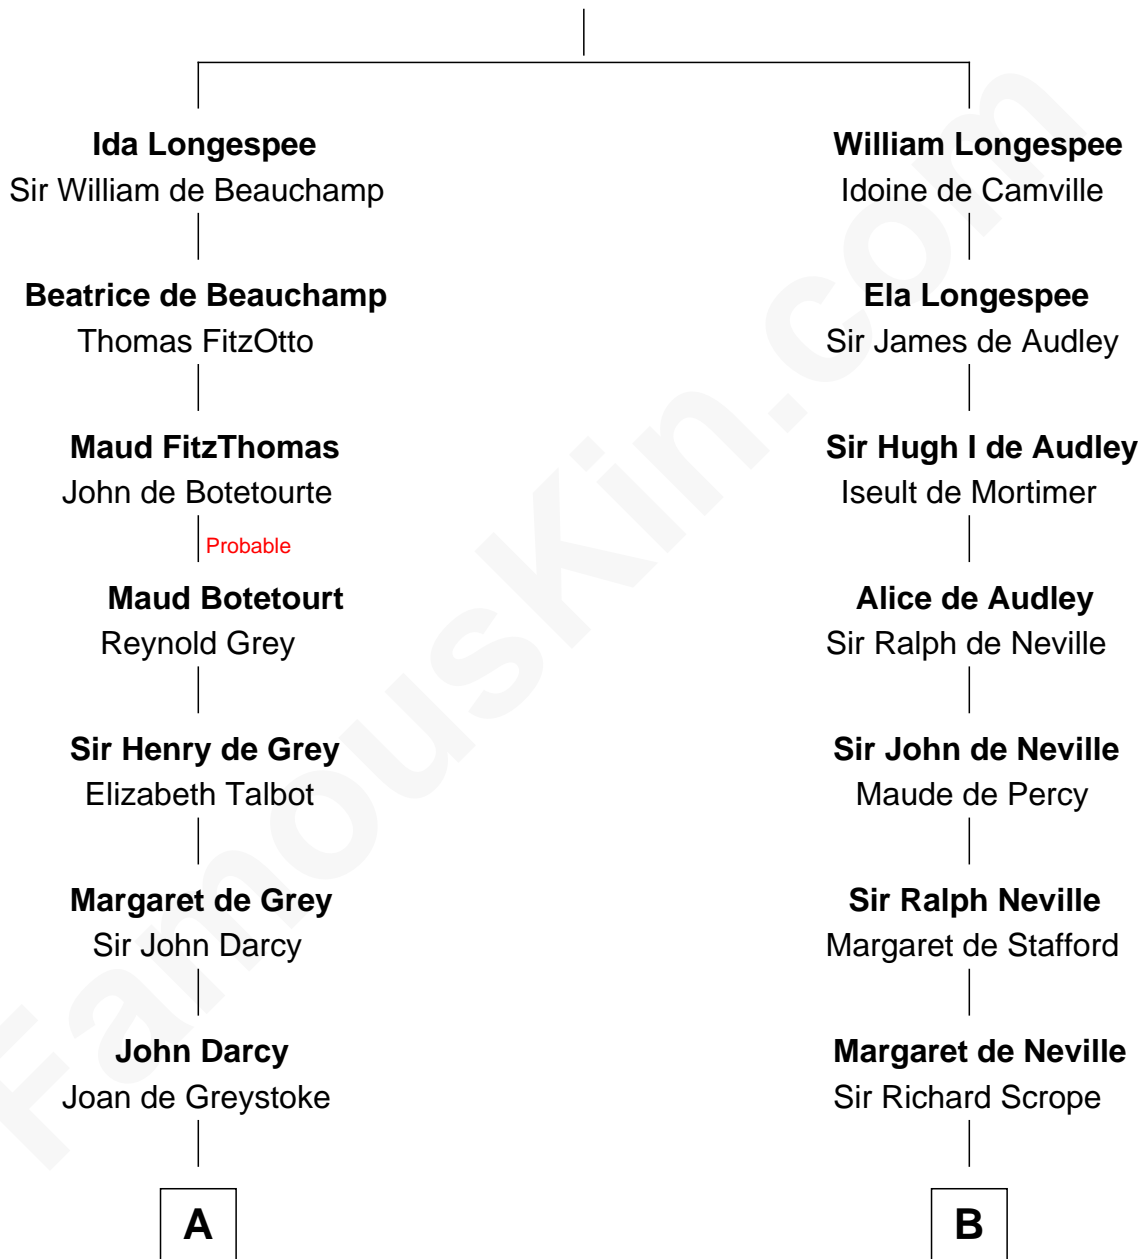 Ida Longespee
Sir William de Beauchamp
Beatrice de Beauchamp
Thomas FitzOtto
Maud FitzThomas
John de Botetourte
Probable
Maud Botetourt
Reynold Grey
Sir Henry de Grey
Elizabeth Talbot
Margaret de Grey
Sir John Darcy
John Darcy
Joan de Greystoke
A
William Longespee
Idoine de Camville
Ela Longespee
Sir James de Audley
Sir Hugh I de Audley
Iseult de Mortimer
Alice de Audley
Sir Ralph de Neville
Sir John de Neville
Maude de Percy
Sir Ralph Neville
Margaret de Stafford
Margaret de Neville
Sir Richard Scrope
B
FamousKin.com